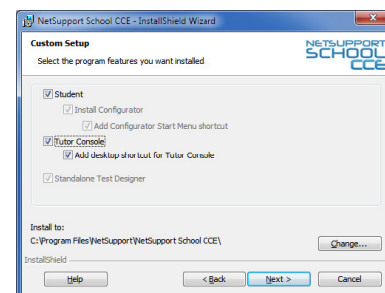 NetSupport School CCE - InstallShield Wizard
Custom Setup
Select the program features you want installed
NETSUPPORT
SCHOOL
CCE
Student
Install Configurator
Add Configurator Start Menu shortcut
Tutor Console
Add desktop shortcut for Tutor Console
Standalone Test Designer
Install to:
C:\Program Files\NetSupport\NetSupport School CCE\
Change...
InstallShield
Help
< Back
Next >
Cancel